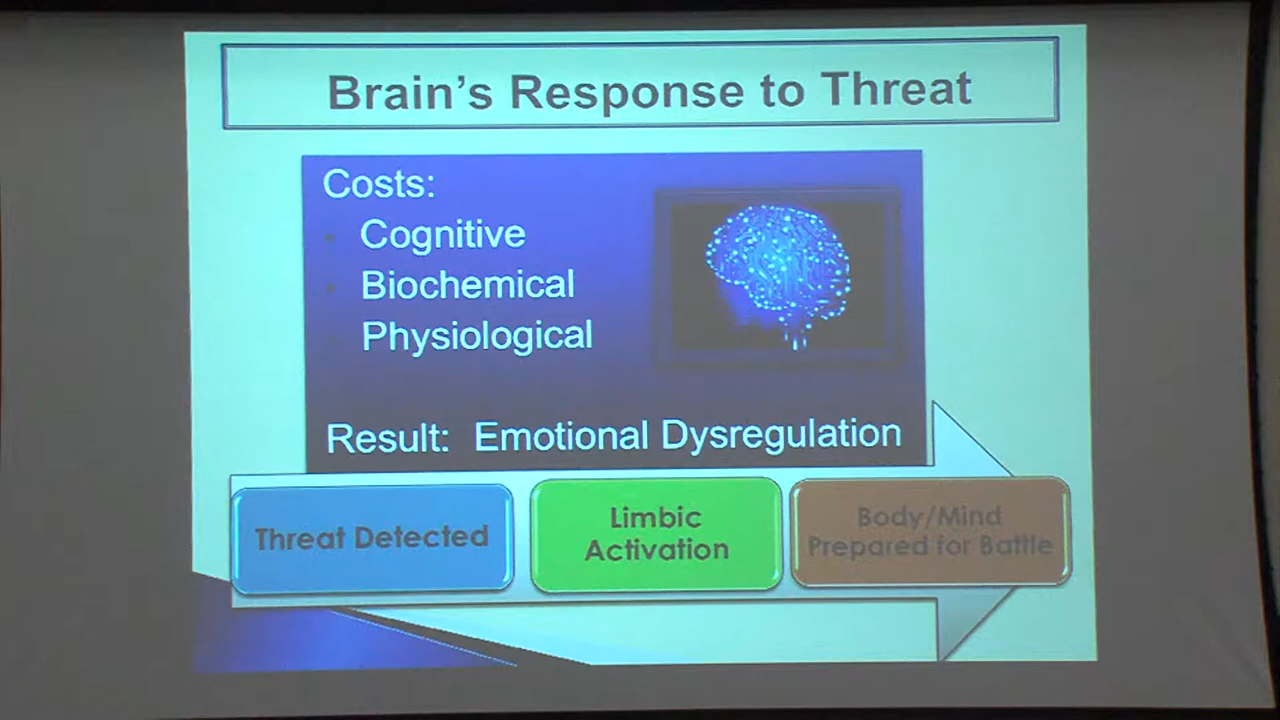 Brain's Response to Threat
Costs:
Cognitive
Biochemical
Physiological
Result: Emotional Dysregulation
Threat Detected
Limbic
Activation
Body/Mind
Prepared for Battle